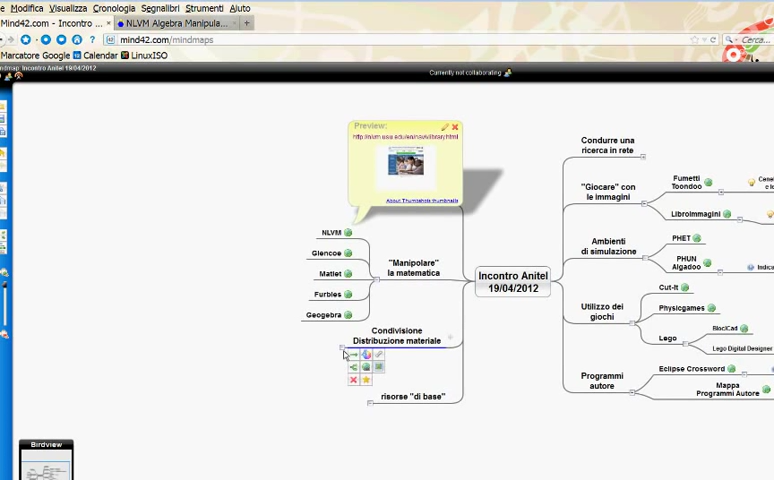 Modifica Visualizza Cronologia Segnalibri Strumenti Aiuto
Mind42.com - Incontro ...
NLVM Algebra Manipula...
mind42.com/mindmaps
Cerca...
Marcatore Google Calendar LinuxISO
Mindmap: Incontro Anitel 19/04/2012
Currently not collaborating
Preview:
About Thumbshots thumbnails
NLVM
Glencoe
Matlet
Furbles
Geogebra
"Manipolare"
la matematica
Condivisione
Distribuzione materiale
risorse "di base"
Incontro Anitel
19/04/2012
Condurre una
ricerca in rete
"Giocare" con
le immagini
Fumetti
Toondoo
LibroImmagini
Ambienti
di simulazione
PHET
PHUN
Algadoo
Utilizzo dei
giochi
Cut-It
Physicgames
Lego
BlociCad
Lego Digital Designer
Programmi
autore
Eclipse Crossword
Mappa
Programmi Autore
Birdview